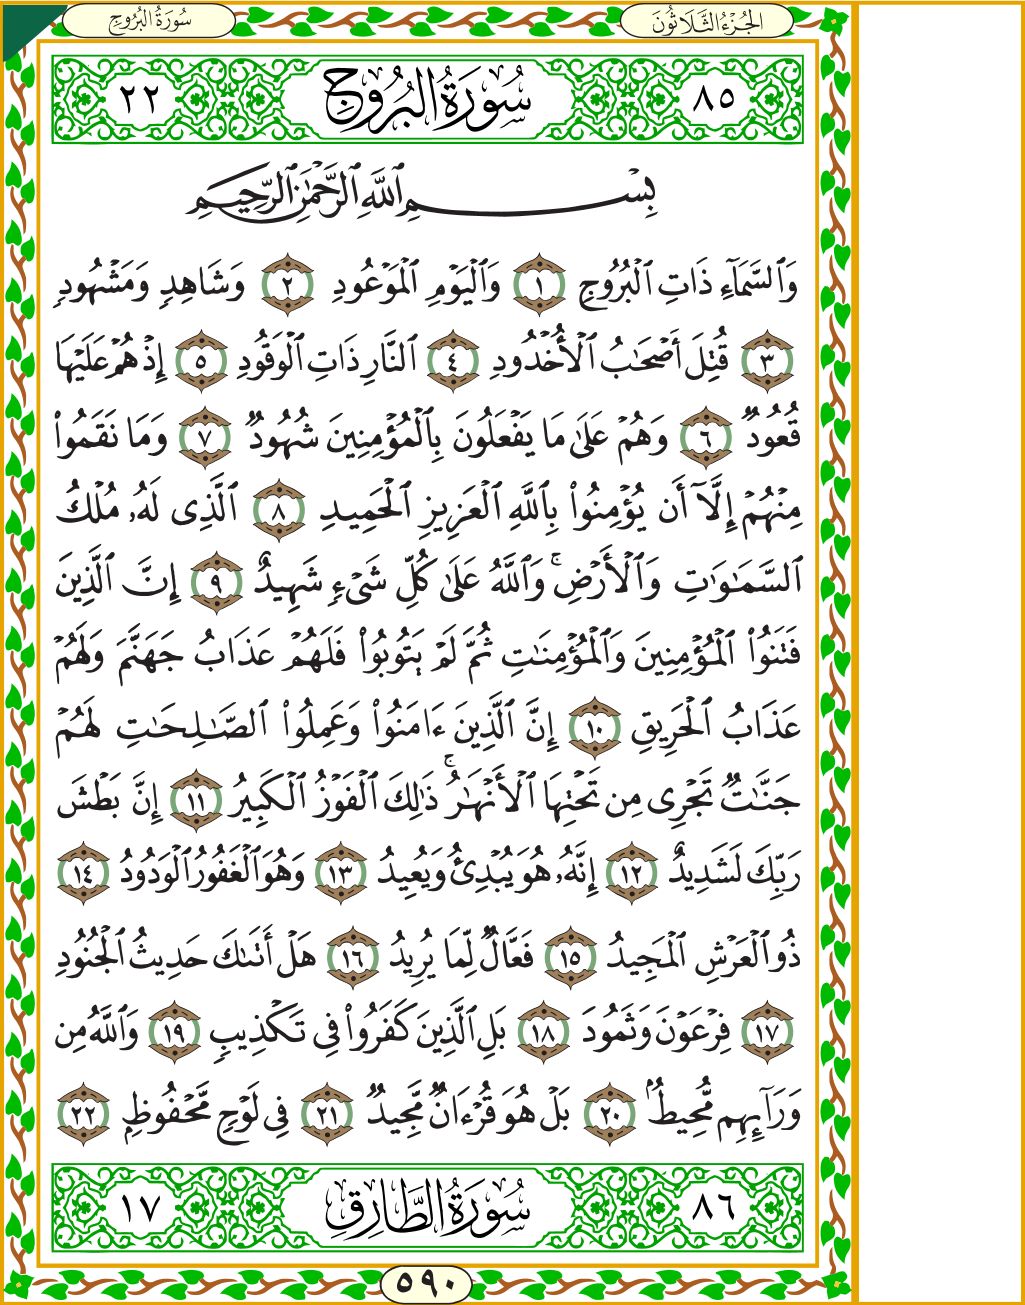 سُورَةُ البُرُوجِ
الجُزْءُ الثَّلَاثُونَ
٨٥ سُورَةُ البُرُوجِ ٢٢
بِسۡمِ ٱللَّهِ ٱلرَّحۡمَٰنِ ٱلرَّحِيمِ
وَٱلسَّمَآءِ ذَاتِ ٱلۡبُرُوجِ ١ وَٱلۡيَوۡمِ ٱلۡمَوۡعُودِ ٢ وَشَاهِدٖ وَمَشۡهُودٖ
٣ قُتِلَ أَصۡحَٰبُ ٱلۡأُخۡدُودِ ٤ ٱلنَّارِ ذَاتِ ٱلۡوَقُودِ ٥ إِذۡ هُمۡ عَلَيۡهَا
قُعُودٞ ٦ وَهُمۡ عَلَىٰ مَا يَفۡعَلُونَ بِٱلۡمُؤۡمِنِينَ شُهُودٞ ٧ وَمَا نَقَمُواْ
مِنۡهُمۡ إِلَّآ أَن يُؤۡمِنُواْ بِٱللَّهِ ٱلۡعَزِيزِ ٱلۡحَمِيدِ ٨ ٱلَّذِي لَهُۥ مُلۡكُ
ٱلسَّمَٰوَٰتِ وَٱلۡأَرۡضِۚ وَٱللَّهُ عَلَىٰ كُلِّ شَيۡءٖ شَهِيدٌ ٩ إِنَّ ٱلَّذِينَ
فَتَنُواْ ٱلۡمُؤۡمِنِينَ وَٱلۡمُؤۡمِنَٰتِ ثُمَّ لَمۡ يَتُوبُواْ فَلَهُمۡ عَذَابُ جَهَنَّمَ وَلَهُمۡ
عَذَابُ ٱلۡحَرِيقِ ١٠ إِنَّ ٱلَّذِينَ ءَامَنُواْ وَعَمِلُواْ ٱلصَّٰلِحَٰتِ لَهُمۡ
جَنَّٰتٞ تَجۡرِي مِن تَحۡتِهَا ٱلۡأَنۡهَٰرُۚ ذَٰلِكَ ٱلۡفَوۡزُ ٱلۡكَبِيرُ ١١ إِنَّ بَطۡشَ
رَبِّكَ لَشَدِيدٌ ١٢ إِنَّهُۥ هُوَ يُبۡدِئُ وَيُعِيدُ ١٣ وَهُوَ ٱلۡغَفُورُ ٱلۡوَدُودُ ١٤
ذُو ٱلۡعَرۡشِ ٱلۡمَجِيدُ ١٥ فَعَّالٞ لِّمَا يُرِيدُ ١٦ هَلۡ أَتَىٰكَ حَدِيثُ ٱلۡجُنُودِ
١٧ فِرۡعَوۡنَ وَثَمُودَ ١٨ بَلِ ٱلَّذِينَ كَفَرُواْ فِي تَكۡذِيبٖ ١٩ وَٱللَّهُ مِن
وَرَآئِهِم مُّحِيطُۢ ٢٠ بَلۡ هُوَ قُرۡءَانٞ مَّجِيدٞ ٢١ فِي لَوۡحٖ مَّحۡفُوظِۭ ٢٢
٨٦ سُورَةُ الطَّارِقِ ١٧
٥٩٠